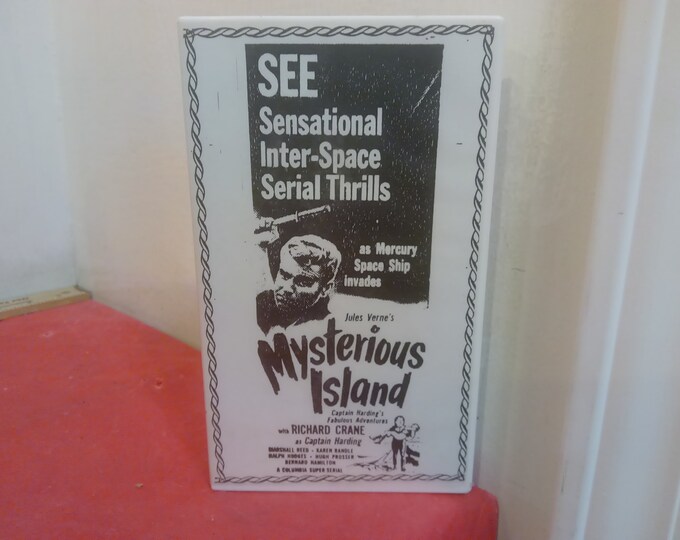 SEE
Sensational
Inter-Space
Serial Thrills
as Mercury
Space Ship
invades
Jules Verne's
Mysterious
Island
Captain Harding's
Fabulous Adventures
with RICHARD CRANE
as Captain Harding
MARSHALL REED - KAREN RANDLE
RALPH HODGES - HUGH PROSSER
BERNARD HAMILTON
A COLUMBIA SUPER-SERIAL